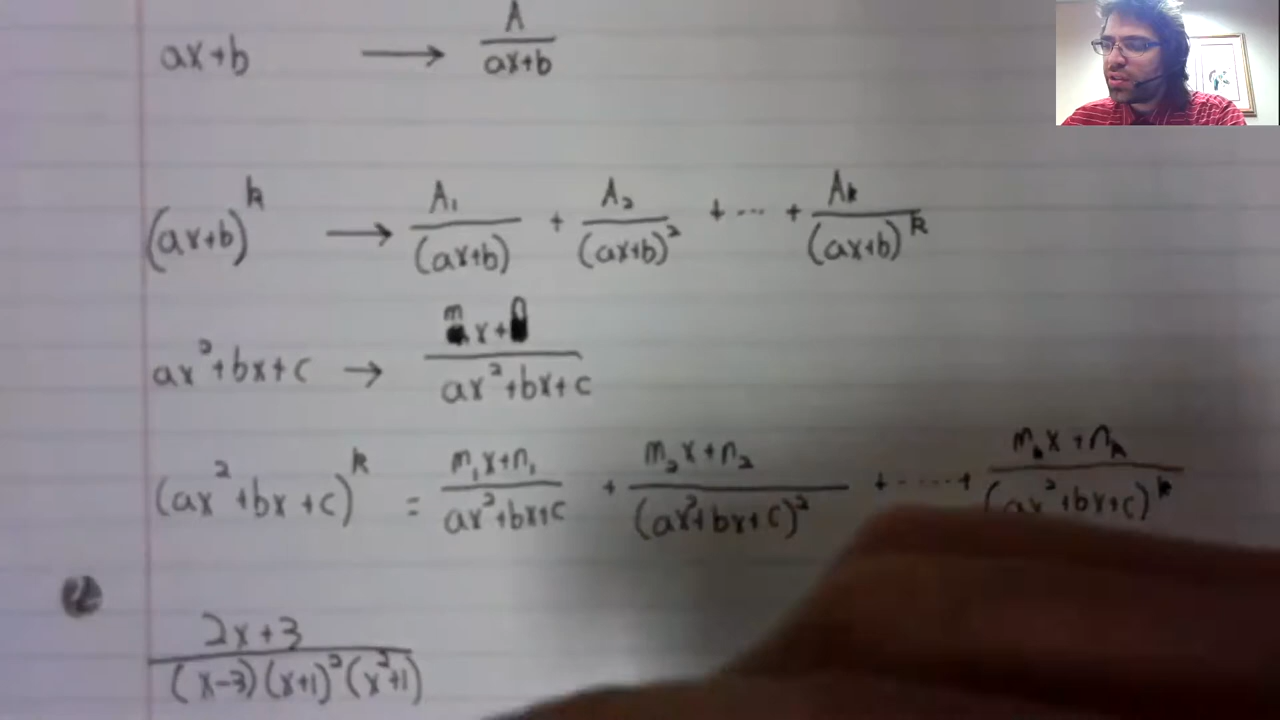 ax+b → A/(ax+b)
(ax+b)^k → A₁/(ax+b) + A₂/(ax+b)² + ... + Aₖ/(ax+b)^k
ax²+bx+c → (mx+n)/(ax²+bx+c)
(ax²+bx+c)^k = (m₁x+n₁)/(ax²+bx+c) + (m₂x+n₂)/(ax²+bx+c)² + ..... + (mₖx+nₖ)/(ax²+bx+c)^k
(2x+3)/((x-3)(x+1)²(x²+1))